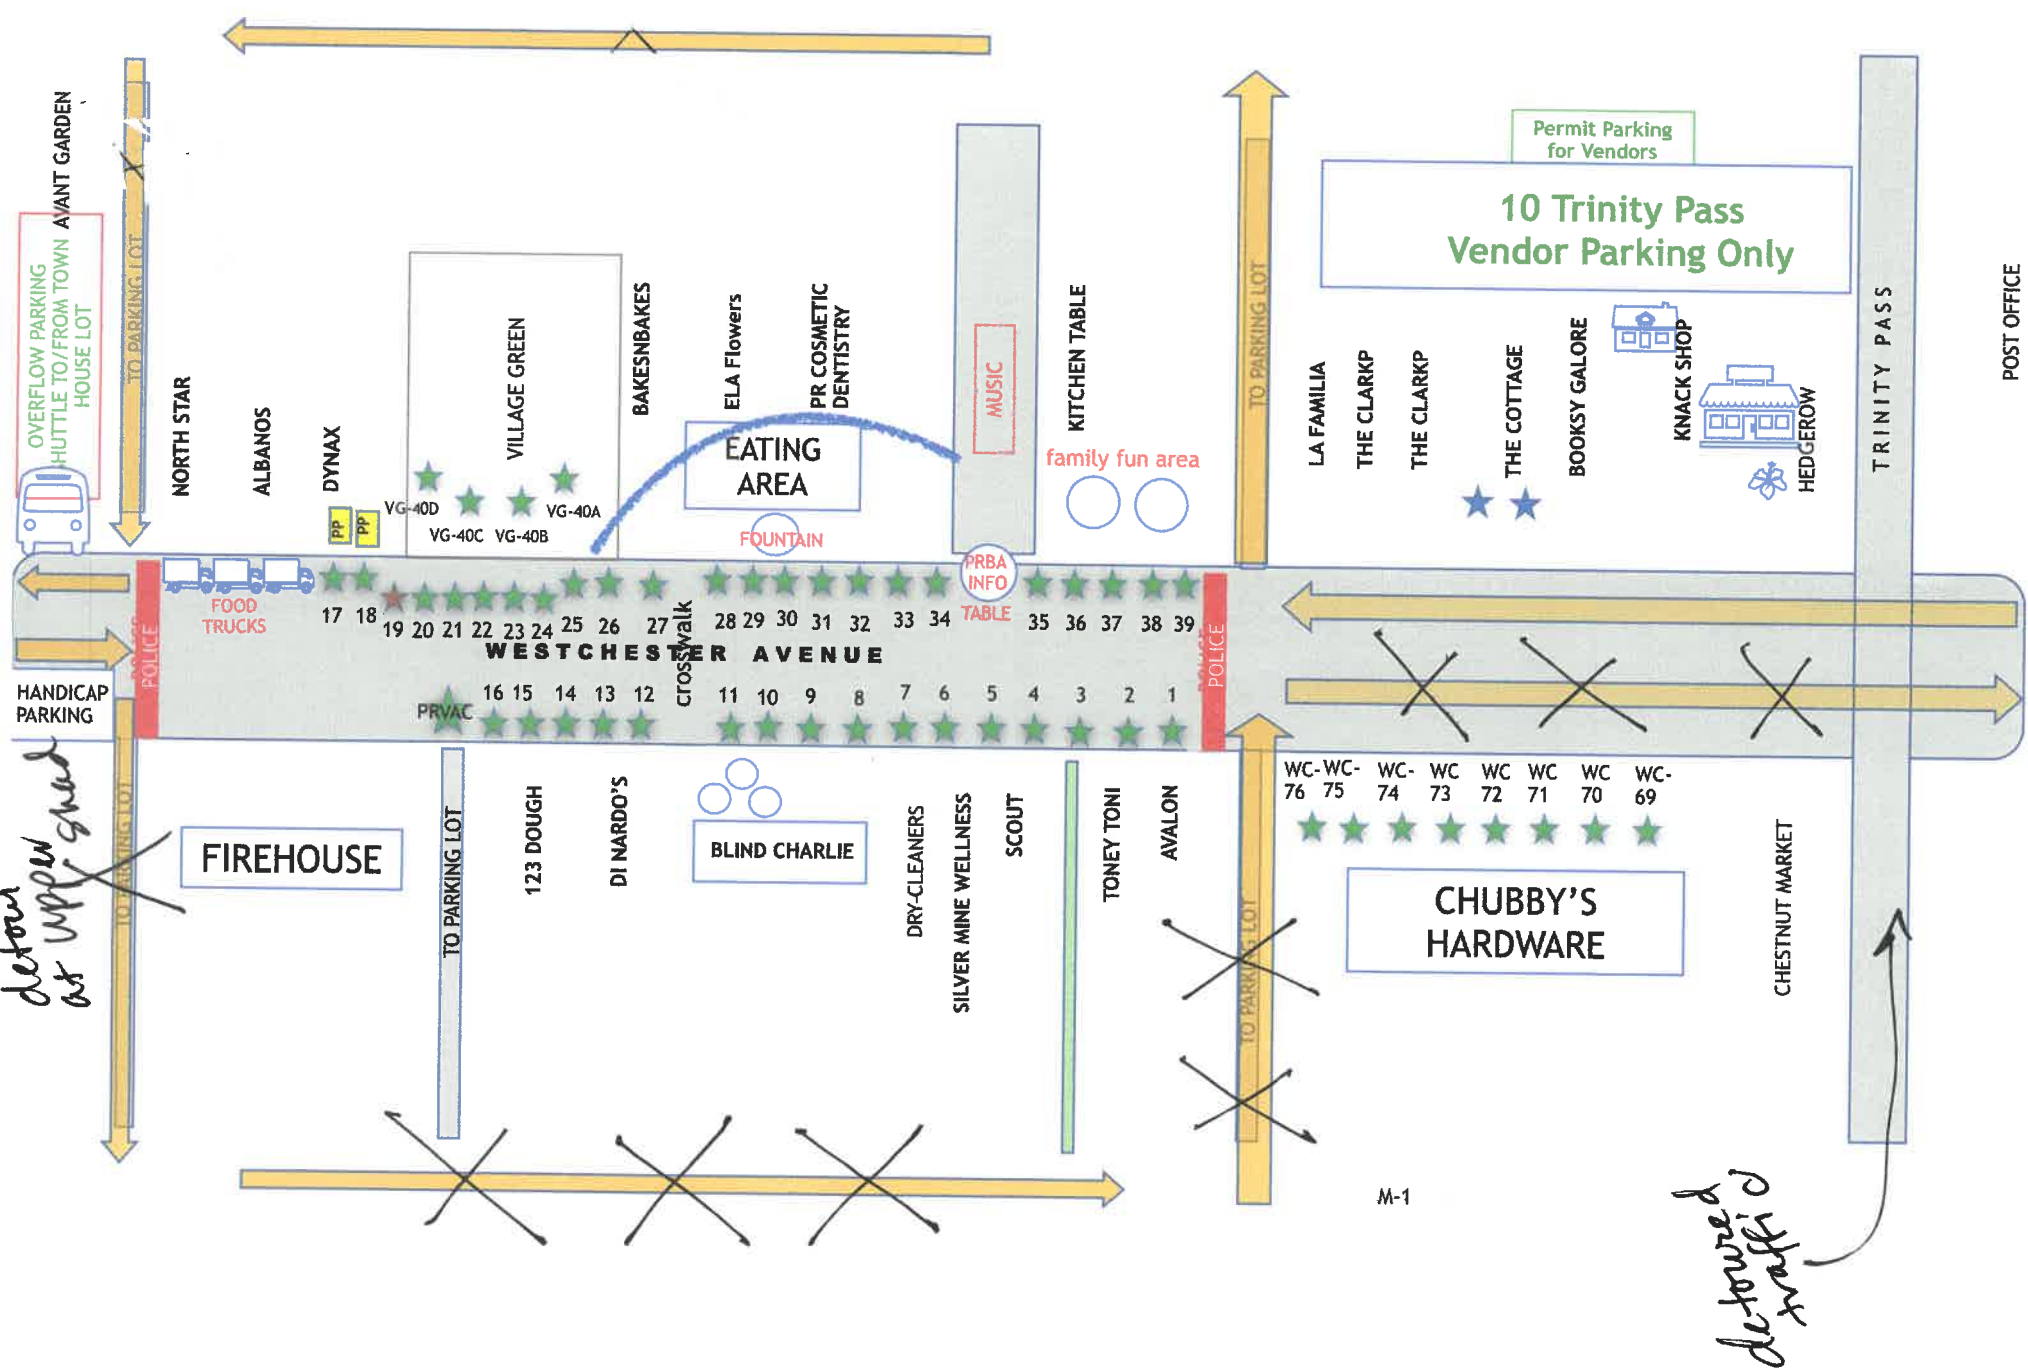 AVANT GARDEN
OVERFLOW PARKING
HUTTLE TO/FROM TOWN
HOUSE LOT
TO PARKING LOT
NORTH STAR
ALBANOS
DYNAX
PP
PP
VILLAGE GREEN
VG-40D
VG-40C
VG-40B
VG-40A
BAKESNBAKES
ELA Flowers
PR COSMETIC
DENTISTRY
EATING
AREA
FOUNTAIN
MUSIC
KITCHEN TABLE
family fun area
TO PARKING LOT
Permit Parking
for Vendors
10 Trinity Pass
Vendor Parking Only
LA FAMILIA
THE CLARKP
THE CLARKP
THE COTTAGE
BOOKSY GALORE
KNACK SHOP
HEDGEROW
TRINITY PASS
POST OFFICE
POLICE
FOOD
TRUCKS
17 18 19 20 21 22 23 24 25 26 27 28 29 30 31 32 33 34
PRBA
INFO
TABLE
35 36 37 38 39
POLICE
WESTCHESTER AVENUE
crosswalk
HANDICAP
PARKING
PRVAC
16 15 14 13 12 11 10 9 8 7 6 5 4 3 2 1
detour
at upper shad
TO PARKING LOT
FIREHOUSE
TO PARKING LOT
123 DOUGH
DI NARDO'S
BLIND CHARLIE
DRY-CLEANERS
SILVER MINE WELLNESS
SCOUT
TONEY TONI
AVALON
TO PARKING LOT
WC-76
WC-75
WC-74
WC 73
WC 72
WC 71
WC 70
WC-69
CHUBBY'S
HARDWARE
CHESTNUT MARKET
M-1
detoured
traffic